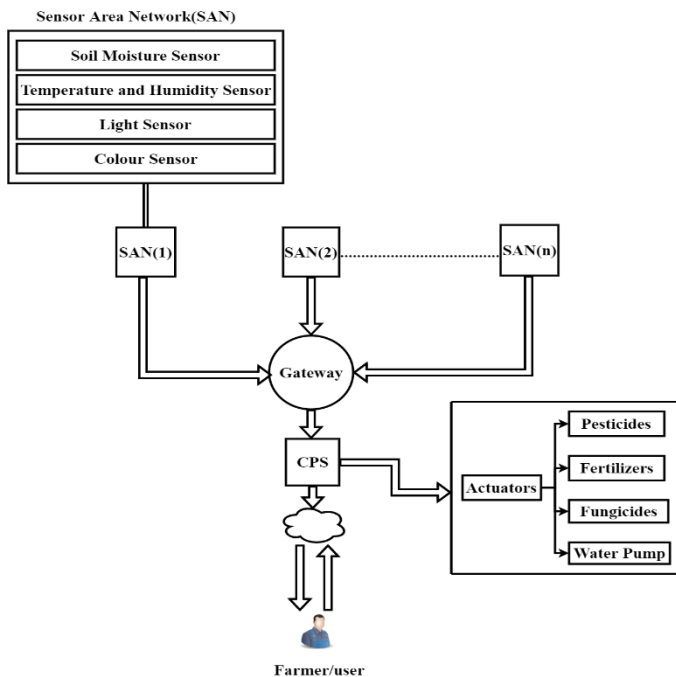 Sensor Area Network(SAN)
Soil Moisture Sensor
Temperature and Humidity Sensor
Light Sensor
Colour Sensor
SAN(1)
SAN(2)
SAN(n)
Gateway
CPS
Actuators
Pesticides
Fertilizers
Fungicides
Water Pump
Farmer/user